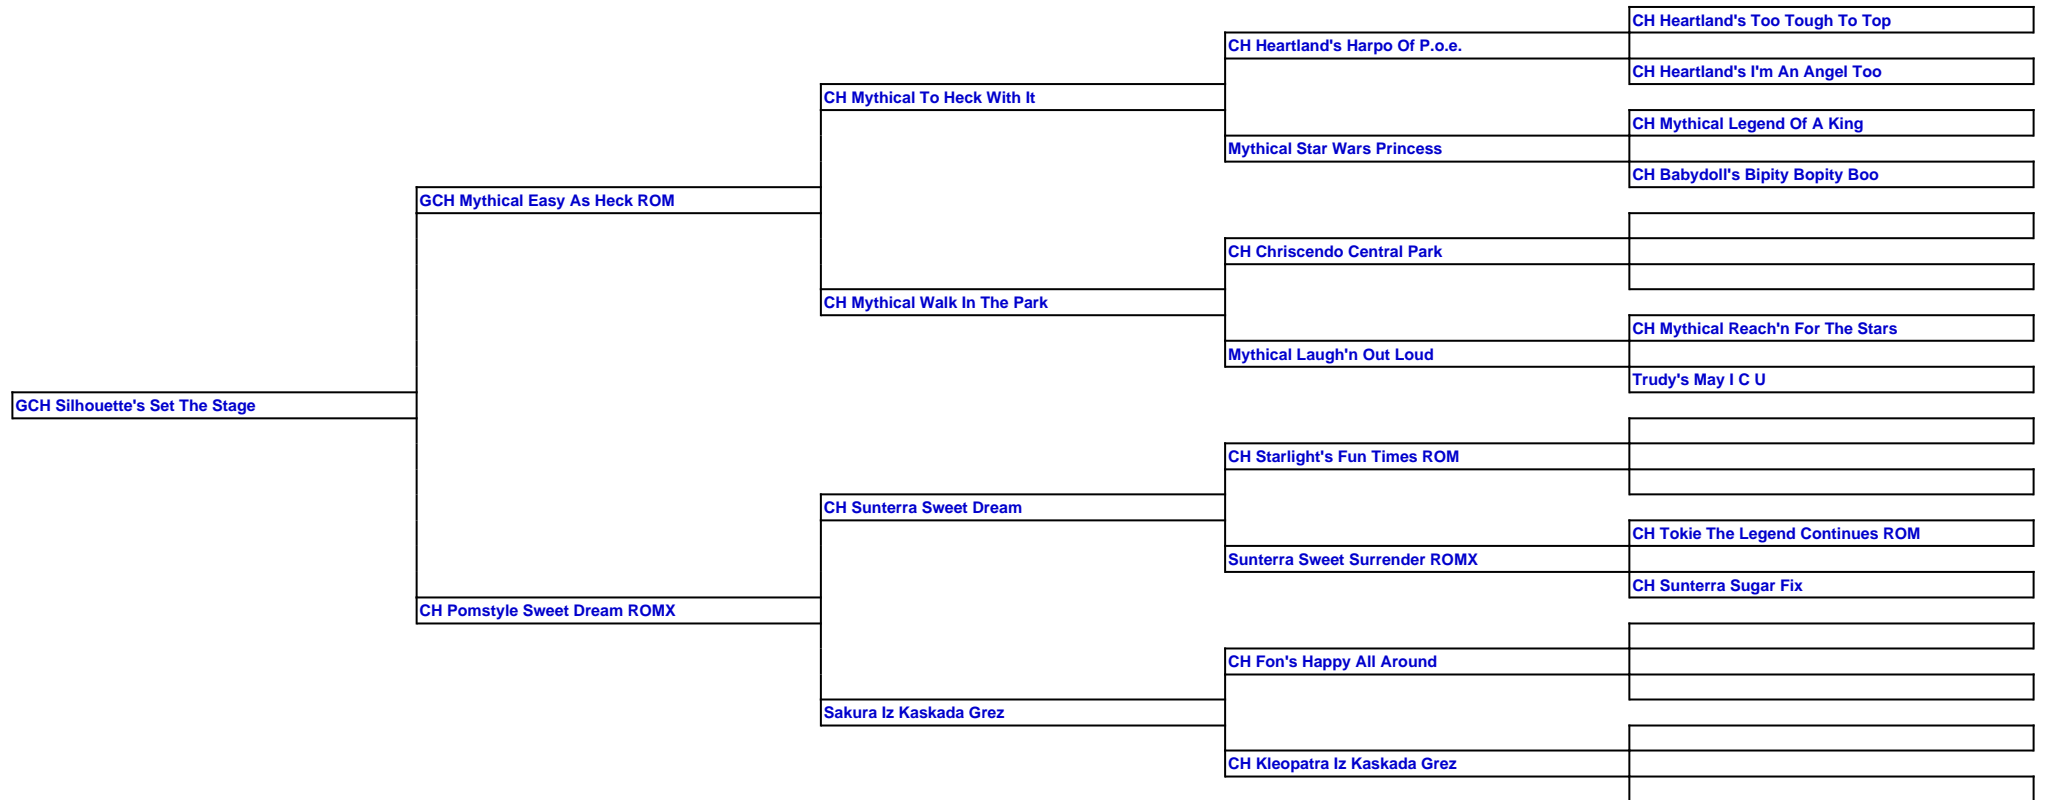 CH Heartland's Too Tough To Top
CH Heartland's Harpo Of P.o.e.
CH Heartland's I'm An Angel Too
CH Mythical To Heck With It
CH Mythical Legend Of A King
Mythical Star Wars Princess
CH Babydoll's Bipity Bopity Boo
GCH Mythical Easy As Heck ROM
CH Chriscendo Central Park
CH Mythical Walk In The Park
CH Mythical Reach'n For The Stars
Mythical Laugh'n Out Loud
Trudy's May I C U
GCH Silhouette's Set The Stage
CH Starlight's Fun Times ROM
CH Sunterra Sweet Dream
CH Tokie The Legend Continues ROM
Sunterra Sweet Surrender ROMX
CH Sunterra Sugar Fix
CH Pomstyle Sweet Dream ROMX
CH Fon's Happy All Around
Sakura Iz Kaskada Grez
CH Kleopatra Iz Kaskada Grez